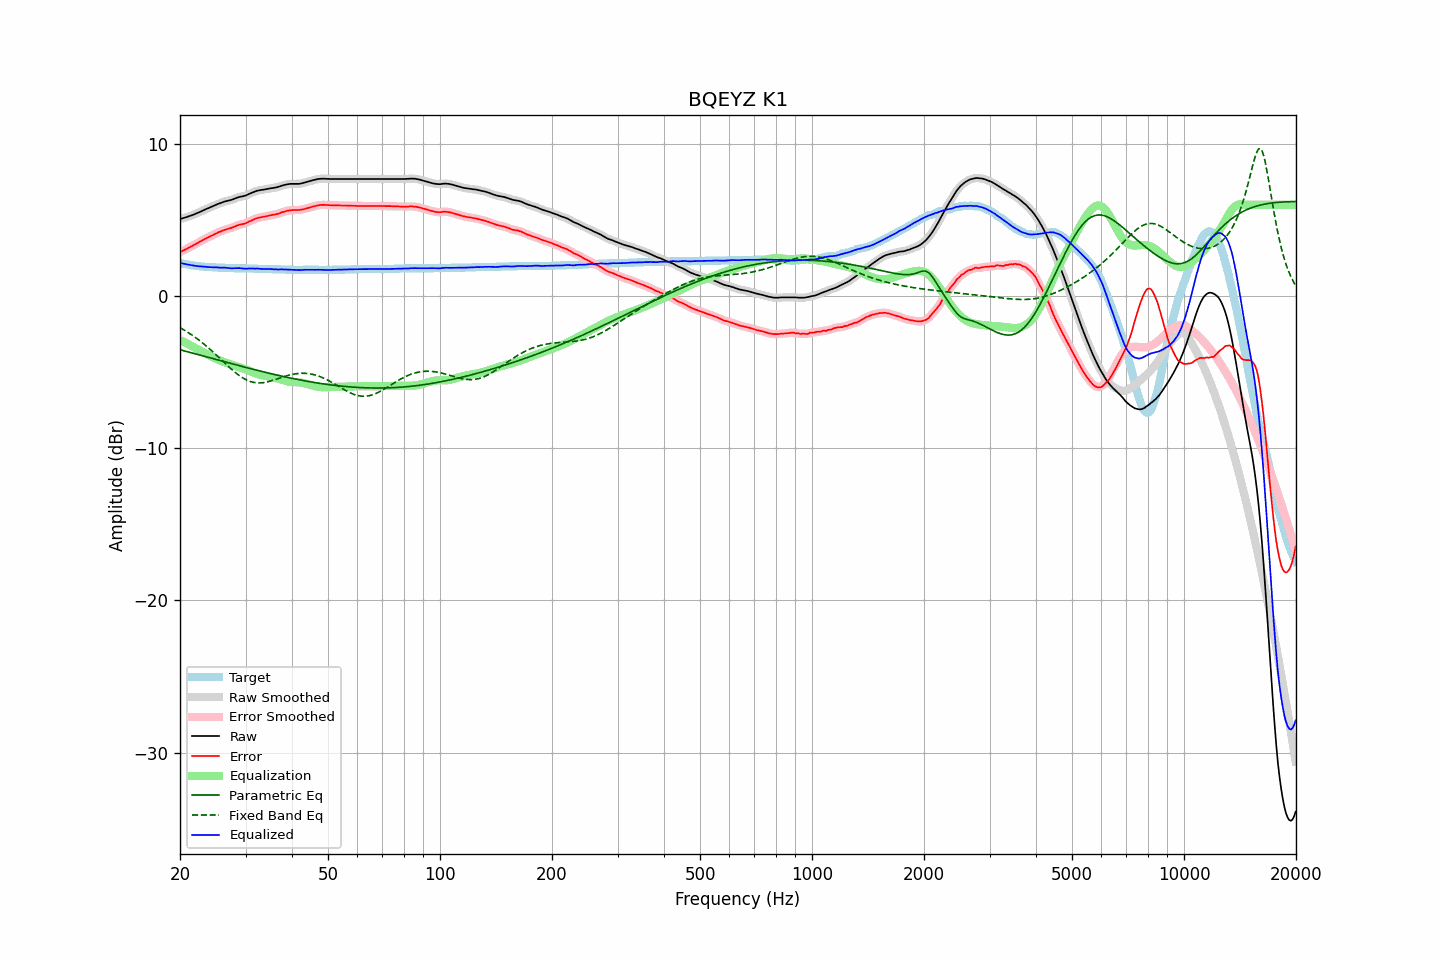 BQEYZ K1
10
0
−10
−20
−30
Amplitude (dBr)
Target
Raw Smoothed
Error Smoothed
Raw
Error
Equalization
Parametric Eq
Fixed Band Eq
Equalized
20 50 100 200 500 1000 2000 5000 10000 20000
Frequency (Hz)